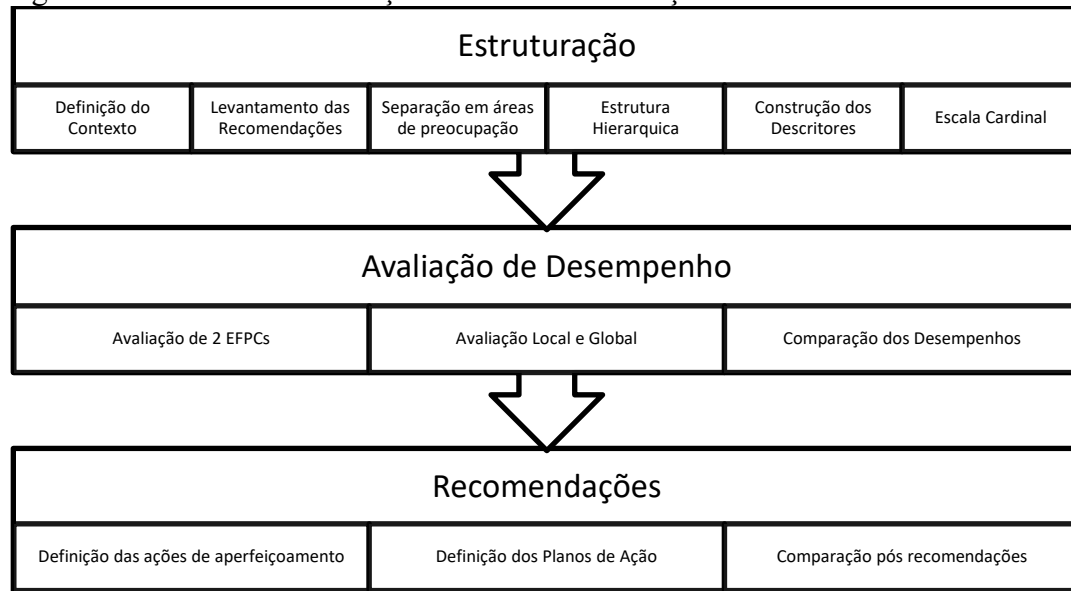 Estruturação
Definição do
Contexto
Levantamento das
Recomendações
Separação em áreas
de preocupação
Estrutura
Hierarquica
Construção dos
Descritores
Escala Cardinal
Avaliação de Desempenho
Avaliação de 2 EFPCs
Avaliação Local e Global
Comparação dos Desempenhos
Recomendações
Definição das ações de aperfeiçoamento
Definição dos Planos de Ação
Comparação pós recomendações